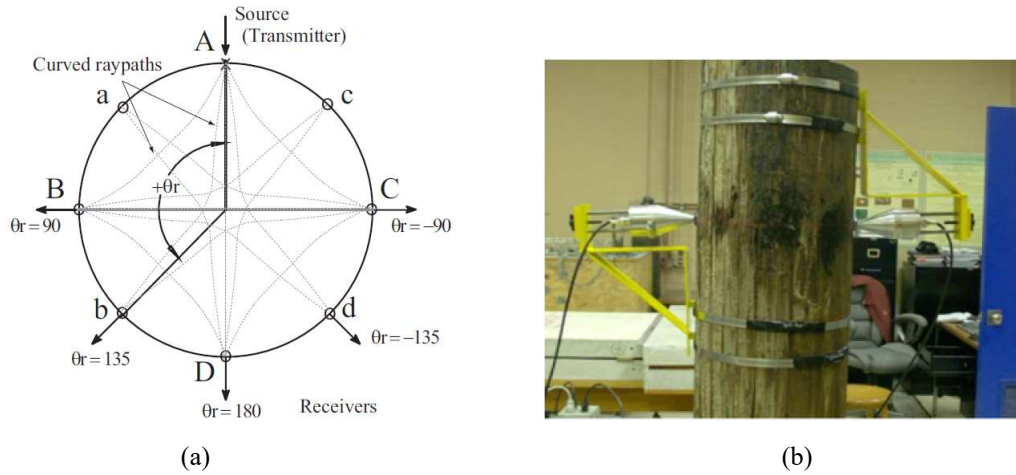 Source
(Transmitter)
A
Curved raypaths
a
c
+θr
B
C
θr = 90
θr = −90
b
d
θr = 135
θr = −135
D
θr = 180
Receivers
(a)
(b)